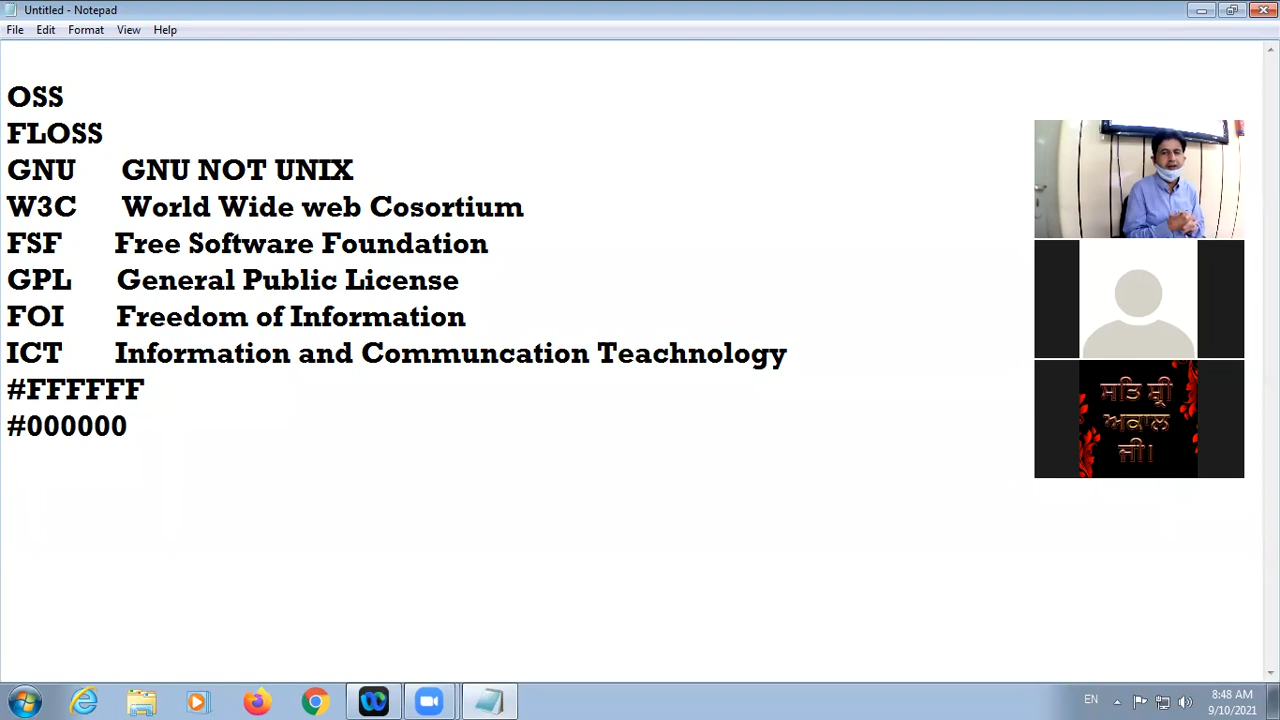 Untitled - Notepad
File Edit Format View Help
OSS
FLOSS
GNU GNU NOT UNIX
W3C World Wide web Cosortium
FSF Free Software Foundation
GPL General Public License
FOI Freedom of Information
ICT Information and Communcation Teachnology
#FFFFFF
#000000
ਸਤਿ ਸ਼੍ਰੀ
ਅਕਾਲ
ਜੀ।
EN
8:48 AM
9/10/2021